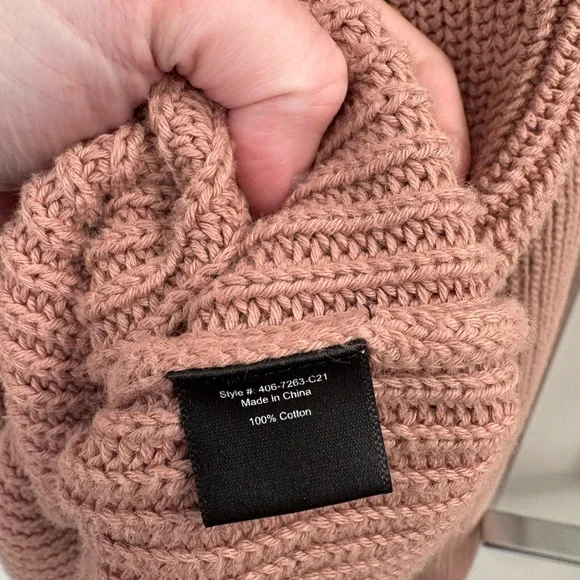 Style #: 406-7263-C21
Made in China
100% Cotton